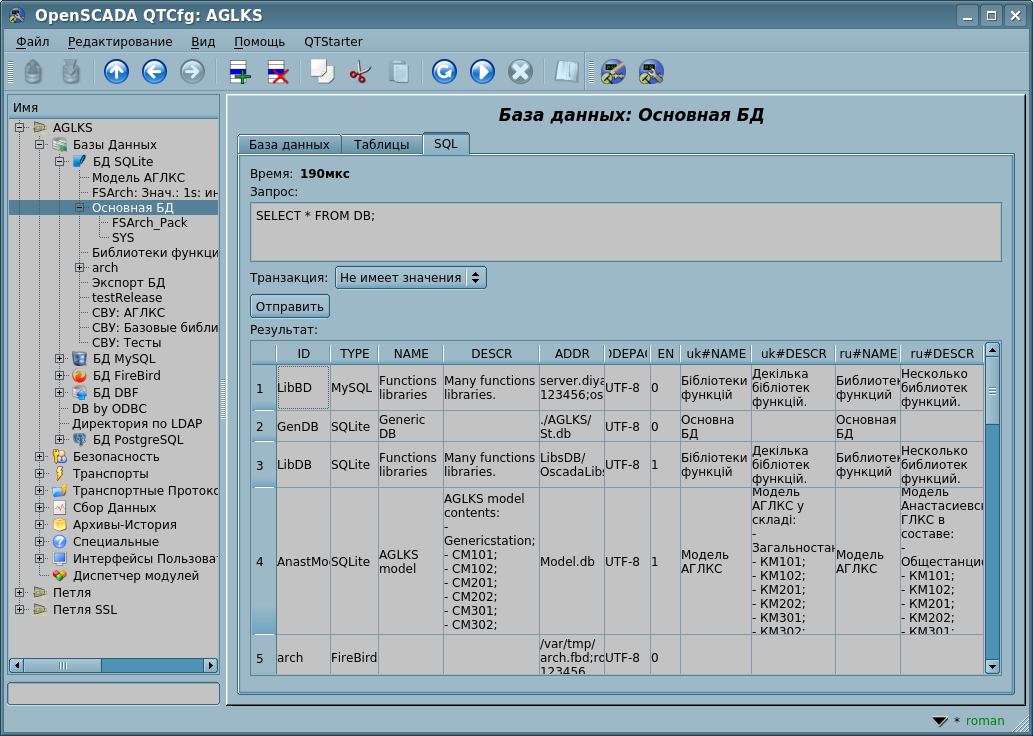 OpenSCADA QTCfg: AGLKS
Файл Редактирование Вид Помощь QTStarter
Имя
AGLKS
Базы Данных
БД SQLite
Модель АГЛКС
FSArch: Знач.: 1s: ин
Основная БД
FSArch_Pack
SYS
Библиотеки функци
arch
Экспорт БД
testRelease
СВУ: АГЛКС
СВУ: Базовые библи
СВУ: Тесты
БД MySQL
БД FireBird
БД DBF
DB by ODBC
Директория по LDAP
БД PostgreSQL
Безопасность
Транспорты
Транспортные Протоко
Сбор Данных
Архивы-История
Специальные
Интерфейсы Пользоват
Диспетчер модулей
Петля
Петля SSL
База данных: Основная БД
База данных Таблицы SQL
Время: 190мкс
Запрос:
SELECT * FROM DB;
Транзакция: Не имеет значения
Отправить
Результат:
ID TYPE NAME DESCR ADDR ODEPAG EN uk#NAME uk#DESCR ru#NAME ru#DESCR
1 LibBD MySQL Functions libraries Many functions libraries. server.diya 123456;os UTF-8 0 Бібліотеки функцій Декілька бібліотек функцій. Библиотек функций Несколько библиотек функций.
2 GenDB SQLite Generic DB ./AGLKS/ St.db UTF-8 0 Основна БД Основная БД
3 LibDB SQLite Functions libraries Many functions libraries. LibsDB/ OscadaLibs UTF-8 1 Бібліотеки функцій Декілька бібліотек функцій. Библиотек функций Несколько библиотек функций.
4 AnastMo SQLite AGLKS model AGLKS model contents: - Genericstation; - CM101; - CM102; - CM201; - CM202; - CM301; - CM302; Model.db UTF-8 1 Модель АГЛКС Модель АГЛКС у складі: - Загальностан - КМ101; - КМ102; - КМ201; - КМ202; - КМ301; - КМ302; Модель АГЛКС Модель Анастасиевск ГЛКС в составе: - Общестанцио - КМ101; - КМ102; - КМ201; - КМ202; - КМ301;
5 arch FireBird /var/tmp/ arch.fbd;ro 123456 UTF-8 0
* roman